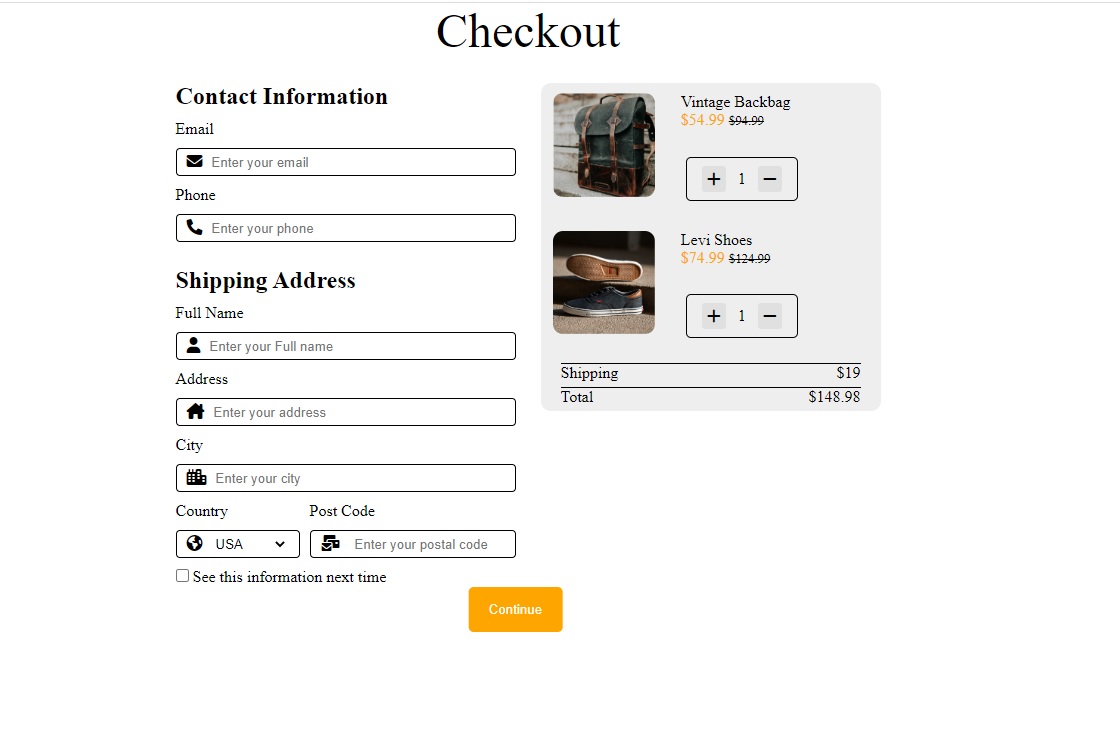 Checkout
Contact Information
Email
Enter your email
Phone
Enter your phone
Shipping Address
Full Name
Enter your Full name
Address
Enter your address
City
Enter your city
Country
Post Code
USA
Enter your postal code
See this information next time
Continue
Vintage Backbag
$54.99 $94.99
+ 1 −
Levi Shoes
$74.99 $124.99
+ 1 −
Shipping $19
Total $148.98